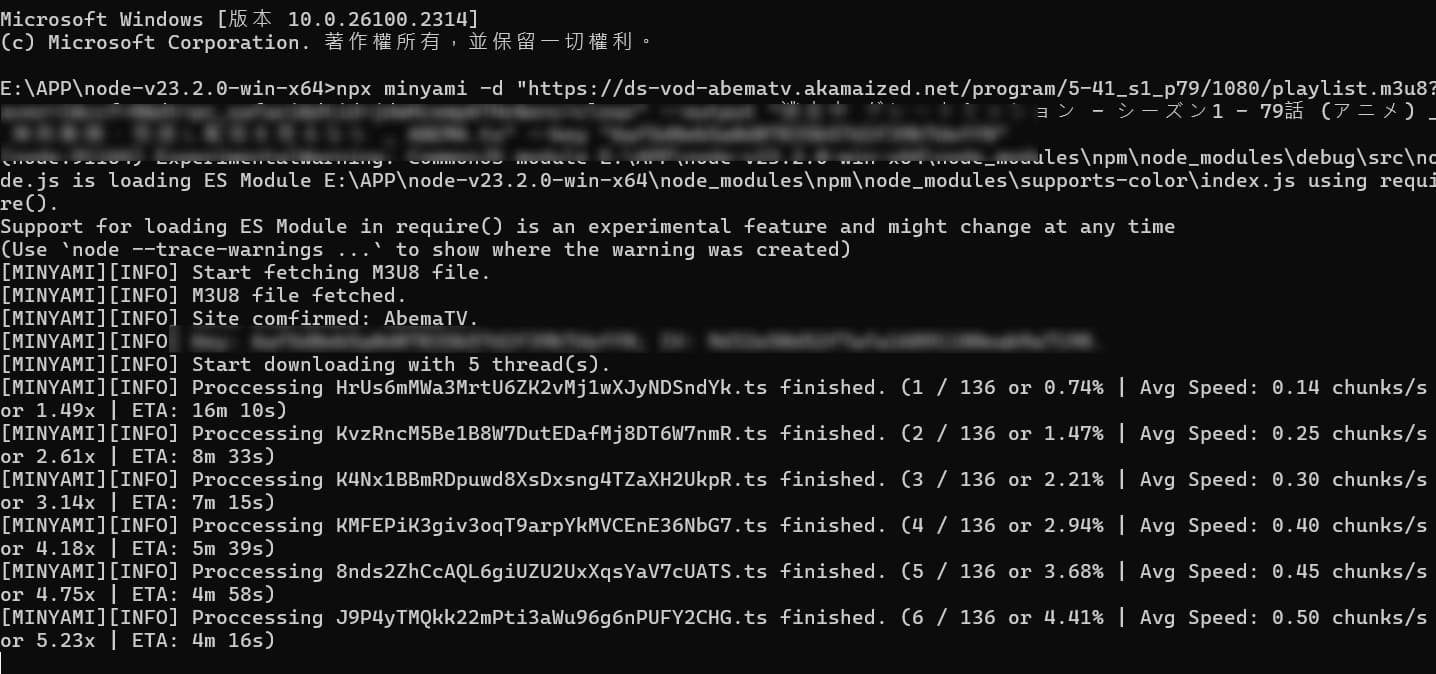 Microsoft Windows [版本 10.0.26100.2314]
(c) Microsoft Corporation. 著作權所有，並保留一切權利。
E:\APP\node-v23.2.0-win-x64>npx minyami -d "https://ds-vod-abematv.akamaized.net/program/5-41_s1_p79/1080/playlist.m3u8?
ション - シーズン1 - 79話 (アニメ) _
ExperimentalWarning: CommonJS module E:\APP\node-v23.2.0-win-x64\node_modules\npm\node_modules\debug\src\no
de.js is loading ES Module E:\APP\node-v23.2.0-win-x64\node_modules\npm\node_modules\supports-color\index.js using requi
re().
Support for loading ES Module in require() is an experimental feature and might change at any time
(Use `node --trace-warnings ...` to show where the warning was created)
[MINYAMI][INFO] Start fetching M3U8 file.
[MINYAMI][INFO] M3U8 file fetched.
[MINYAMI][INFO] Site comfirmed: AbemaTV.
[MINYAMI][INFO
[MINYAMI][INFO] Start downloading with 5 thread(s).
[MINYAMI][INFO] Proccessing HrUs6mMWa3MrtU6ZK2vMj1wXJyNDSndYk.ts finished. (1 / 136 or 0.74% | Avg Speed: 0.14 chunks/s
or 1.49x | ETA: 16m 10s)
[MINYAMI][INFO] Proccessing KvzRncM5Be1B8W7DutEDafMj8DT6W7nmR.ts finished. (2 / 136 or 1.47% | Avg Speed: 0.25 chunks/s
or 2.61x | ETA: 8m 33s)
[MINYAMI][INFO] Proccessing K4Nx1BBmRDpuwd8XsDxsng4TZaXH2UkpR.ts finished. (3 / 136 or 2.21% | Avg Speed: 0.30 chunks/s
or 3.14x | ETA: 7m 15s)
[MINYAMI][INFO] Proccessing KMFEPiK3giv3oqT9arpYkMVCEnE36NbG7.ts finished. (4 / 136 or 2.94% | Avg Speed: 0.40 chunks/s
or 4.18x | ETA: 5m 39s)
[MINYAMI][INFO] Proccessing 8nds2ZhCcAQL6giUZU2UxXqsYaV7cUATS.ts finished. (5 / 136 or 3.68% | Avg Speed: 0.45 chunks/s
or 4.75x | ETA: 4m 58s)
[MINYAMI][INFO] Proccessing J9P4yTMQkk22mPti3aWu96g6nPUFY2CHG.ts finished. (6 / 136 or 4.41% | Avg Speed: 0.50 chunks/s
or 5.23x | ETA: 4m 16s)